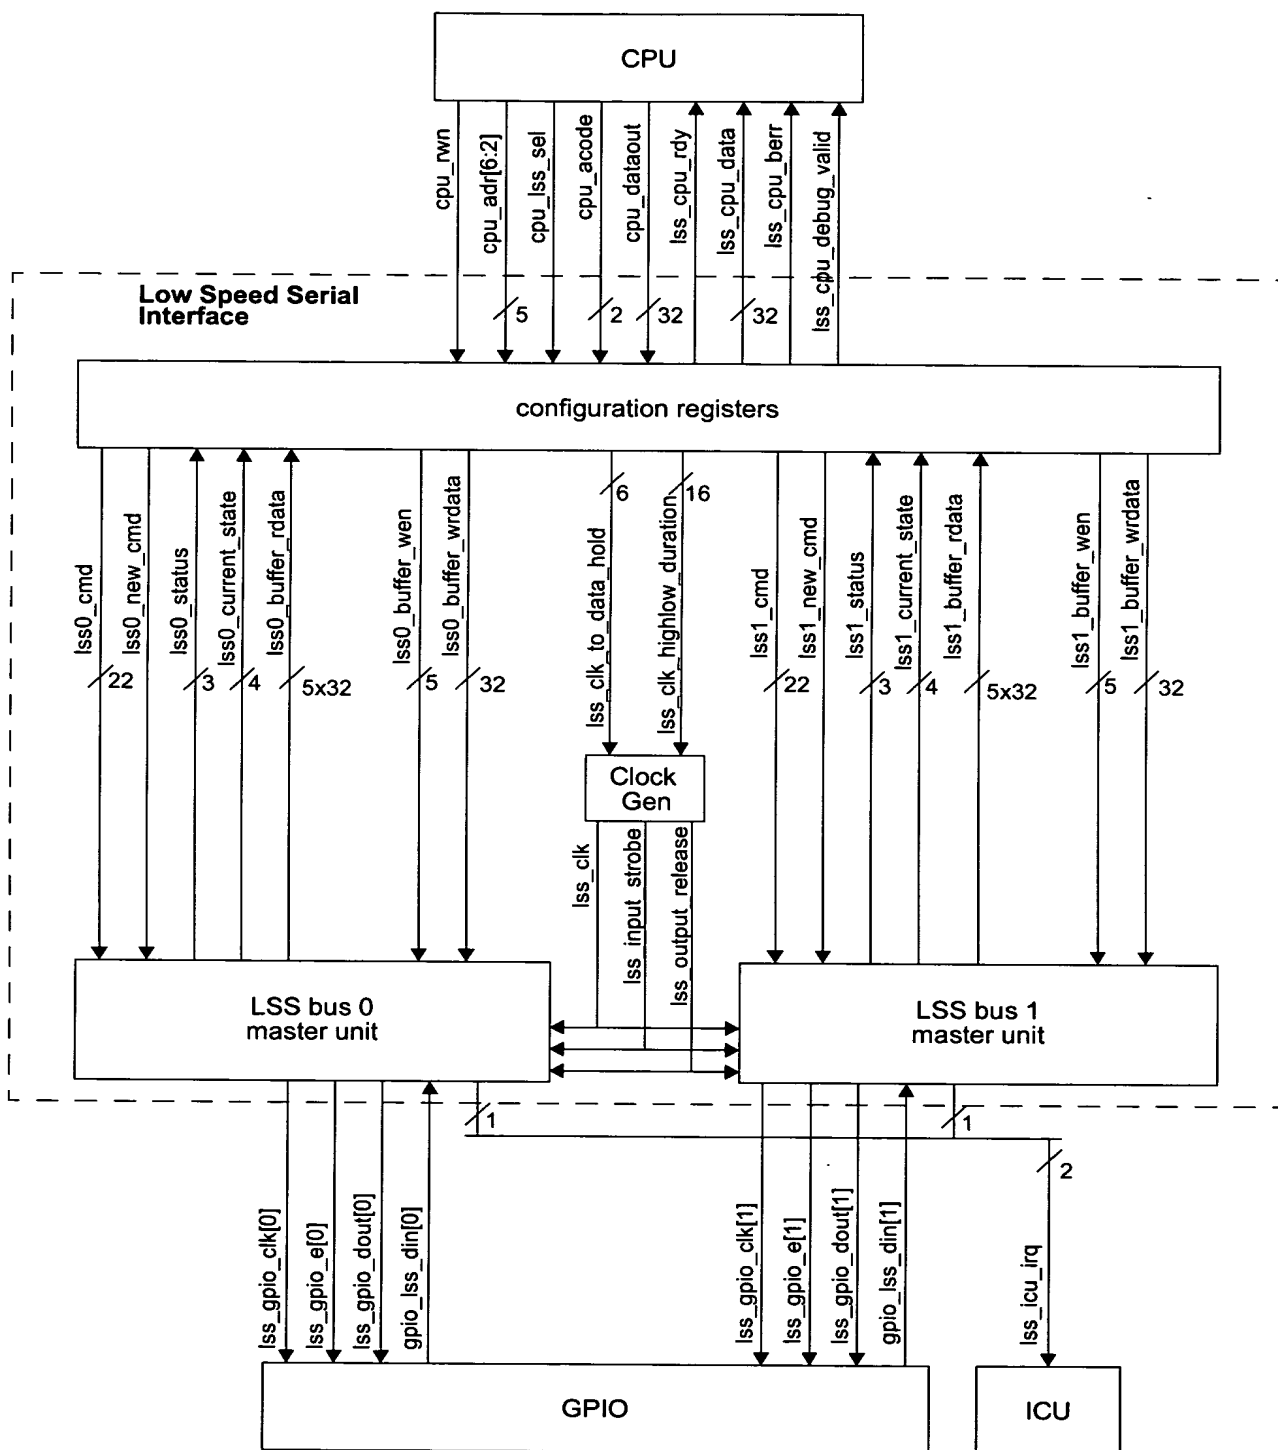 CPU
cpu_rwn
cpu_adr[6:2]
cpu_lss_sel
cpu_acode
cpu_dataout
lss_cpu_rdy
lss_cpu_data
lss_cpu_berr
lss_cpu_debug_valid
Low Speed Serial
Interface
5
2
32
32
configuration registers
lss0_cmd
lss0_new_cmd
lss0_status
lss0_current_state
lss0_buffer_rdata
lss0_buffer_wen
lss0_buffer_wrdata
6
16
lss_clk_to_data_hold
lss_clk_highlow_duration
lss1_cmd
lss1_new_cmd
lss1_status
lss1_current_state
lss1_buffer_rdata
lss1_buffer_wen
lss1_buffer_wrdata
22
3
4
5x32
5
32
22
3
4
5x32
5
32
Clock
Gen
lss_clk
lss_input_strobe
lss_output_release
LSS bus 0
master unit
LSS bus 1
master unit
1
1
2
lss_gpio_clk[0]
lss_gpio_e[0]
lss_gpio_dout[0]
gpio_lss_din[0]
lss_gpio_clk[1]
lss_gpio_e[1]
lss_gpio_dout[1]
gpio_lss_din[1]
lss_icu_irq
GPIO
ICU